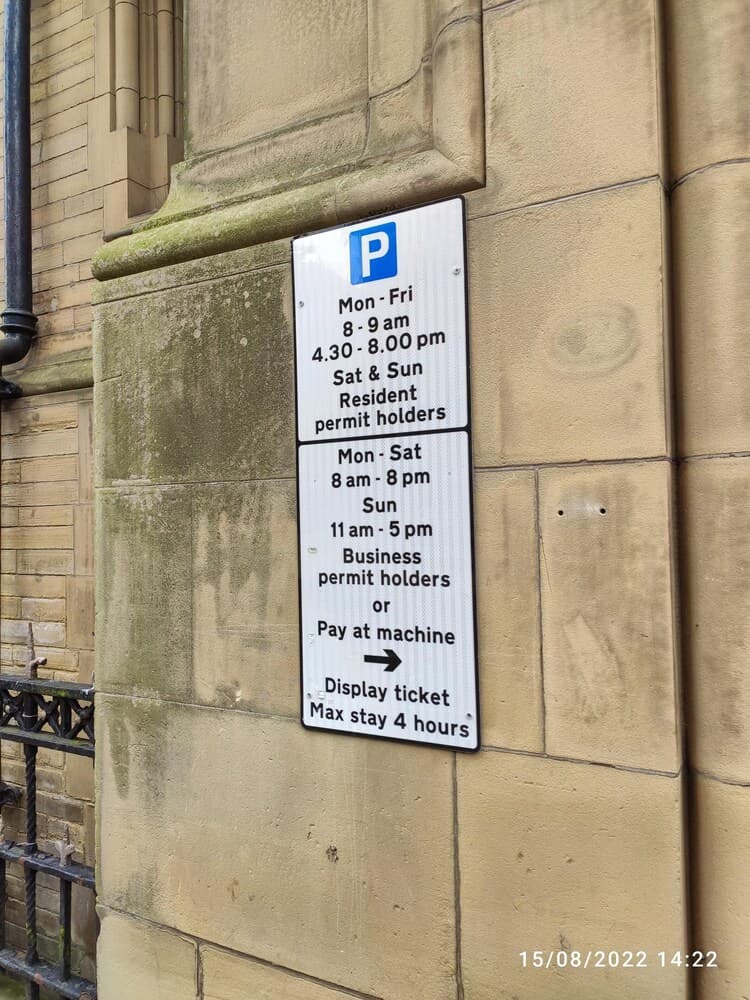 P
Mon - Fri
8 - 9 am
4.30 - 8.00 pm
Sat & Sun
Resident
permit holders
Mon - Sat
8 am - 8 pm
Sun
11 am - 5 pm
Business
permit holders
or
Pay at machine
→
Display ticket
Max stay 4 hours
15/08/2022 14:22